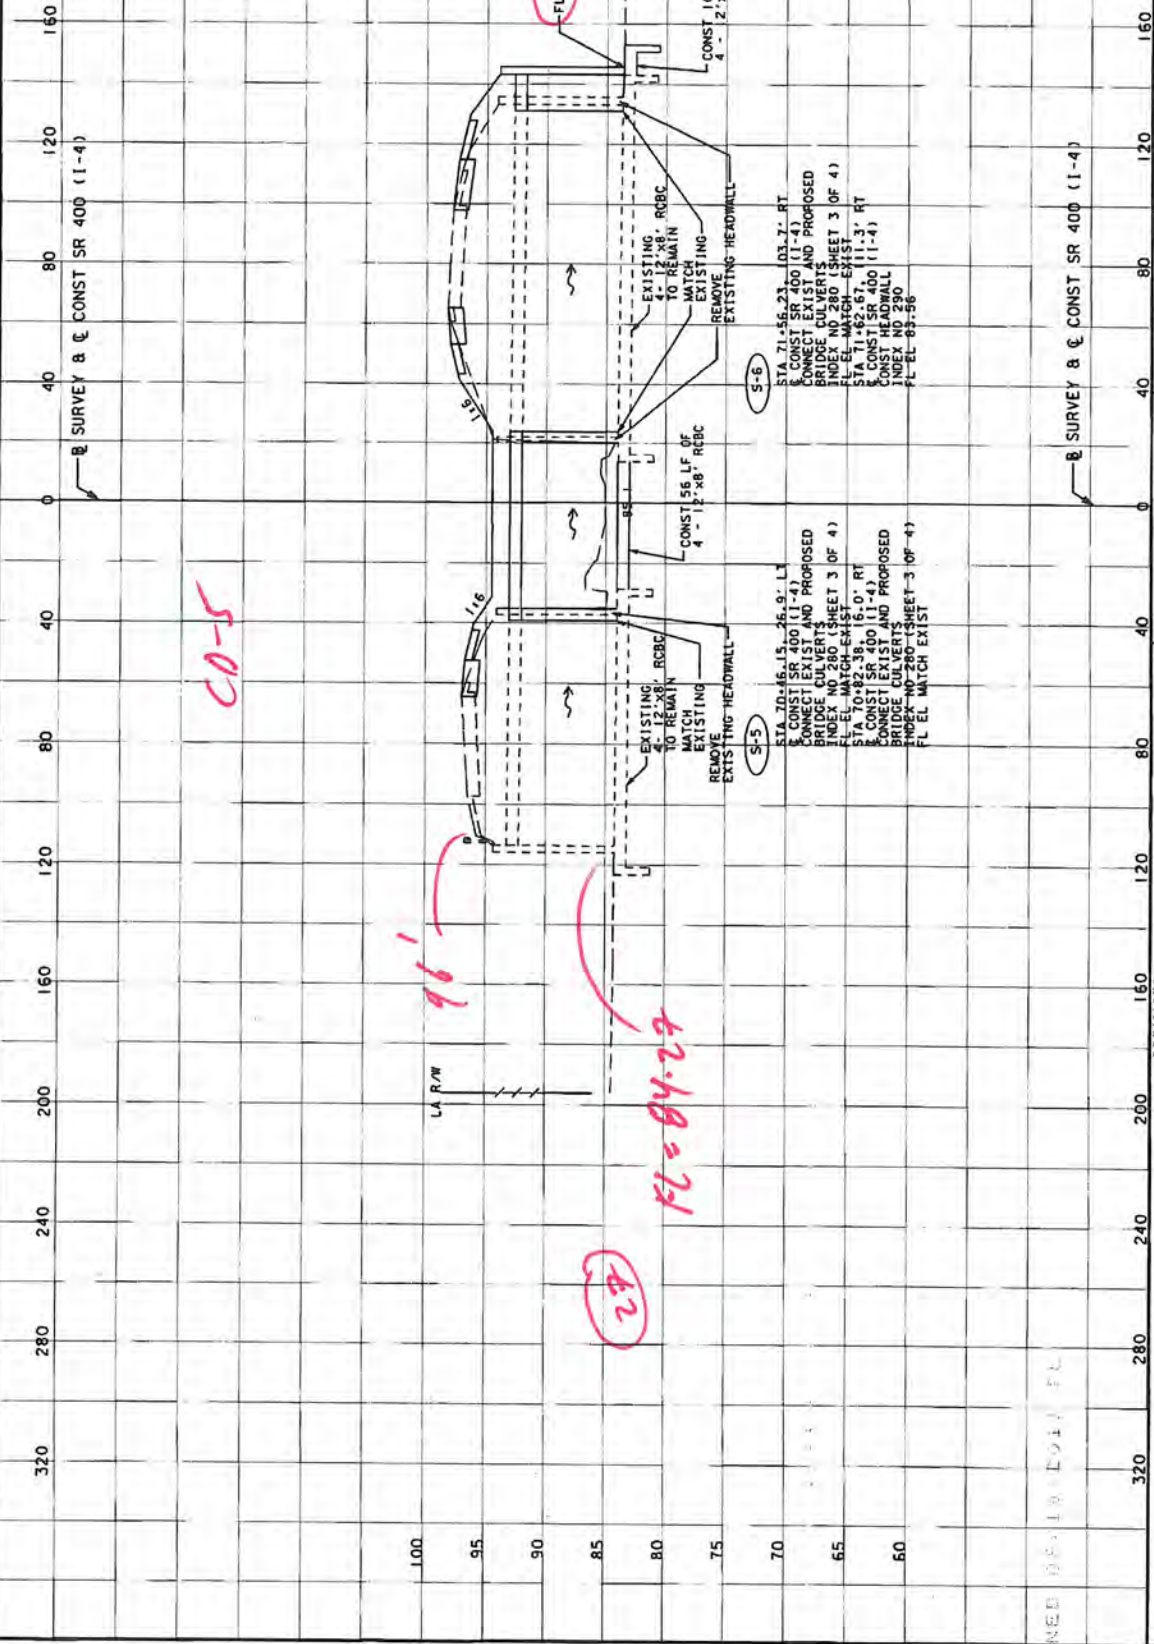 320 280 240 200 160 120 80 40 0 40 80 120 160
℄ SURVEY & ℄ CONST SR 400 (I-4)
CD-5
96'
LA R/W
1:6
1:6
FL
100
95
90
85
80
75
70
65
60
85.1
FL = 84.27
EXISTING
4- 12'x8' RCBC
TO REMAIN
MATCH
EXISTING
REMOVE
EXISTING HEADWALL
CONST 56 LF OF
4 - 12'x8' RCBC
EXISTING
4- 12'x8' RCBC
TO REMAIN
MATCH
EXISTING
REMOVE
EXISTING HEADWALL
CONST
4 - 12'
S-5
STA 70+46.15, 26.9' LT
℄ CONST SR 400 (I-4)
CONNECT EXIST AND PROPOSED
BRIDGE CULVERTS
INDEX NO 280 (SHEET 3 OF 4)
FL EL MATCH EXIST
STA 70+82.38, 16.0' RT
℄ CONST SR 400 (I-4)
CONNECT EXIST AND PROPOSED
BRIDGE CULVERTS
INDEX NO 280 (SHEET 3 OF 4)
FL EL MATCH EXIST
S-6
STA 71+56.23, 103.7' RT
℄ CONST SR 400 (I-4)
CONNECT EXIST AND PROPOSED
BRIDGE CULVERTS
INDEX NO 280 (SHEET 3 OF 4)
FL EL MATCH EXIST
STA 71+62.67, 111.3' RT
℄ CONST SR 400 (I-4)
CONST HEADWALL
INDEX NO 290
FL EL 83.56
℄ SURVEY & ℄ CONST SR 400 (I-4)
320 280 240 200 160 120 80 40 0 40 80 120 160